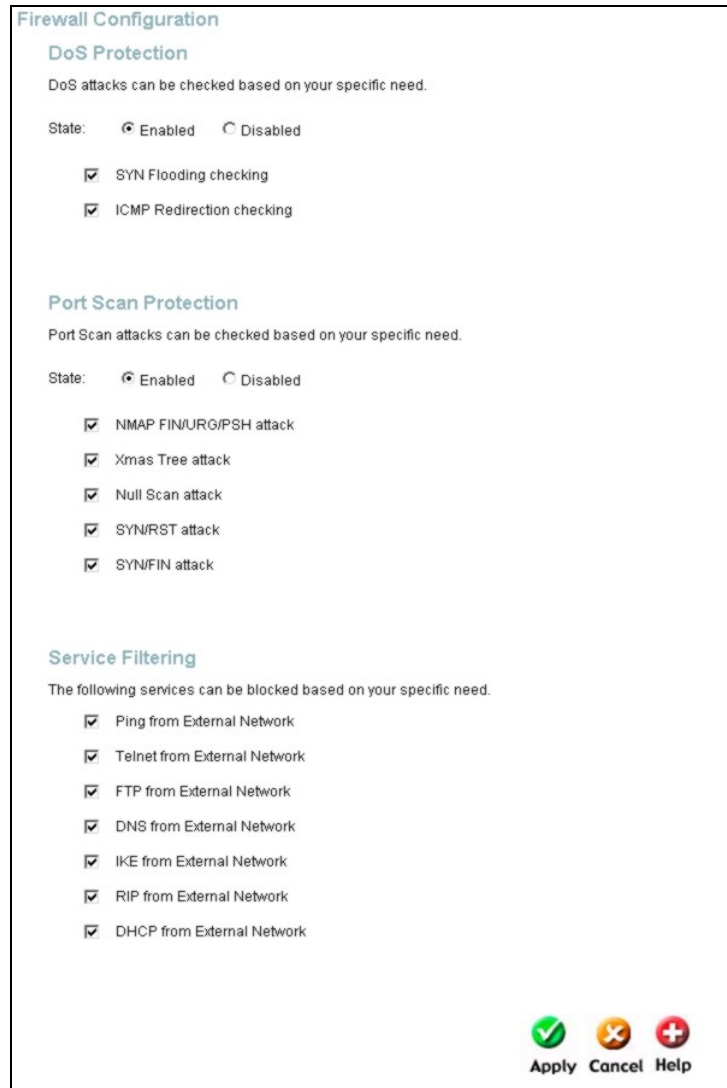 Firewall Configuration
DoS Protection
DoS attacks can be checked based on your specific need.
State: Enabled Disabled
SYN Flooding checking
ICMP Redirection checking
Port Scan Protection
Port Scan attacks can be checked based on your specific need.
State: Enabled Disabled
NMAP FIN/URG/PSH attack
Xmas Tree attack
Null Scan attack
SYN/RST attack
SYN/FIN attack
Service Filtering
The following services can be blocked based on your specific need.
Ping from External Network
Telnet from External Network
FTP from External Network
DNS from External Network
IKE from External Network
RIP from External Network
DHCP from External Network
Apply Cancel Help